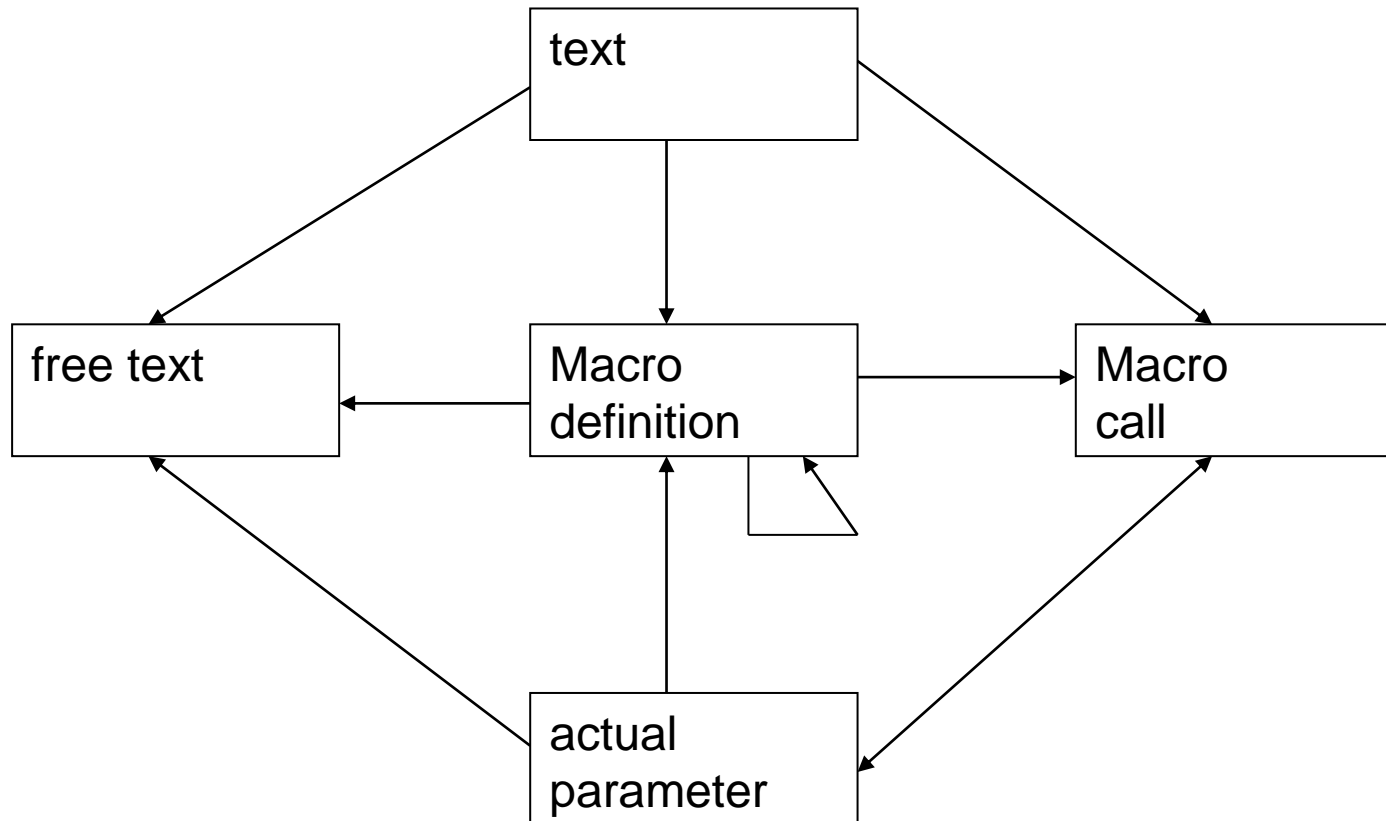 text
free text
Macro
definition
Macro
call
actual
parameter